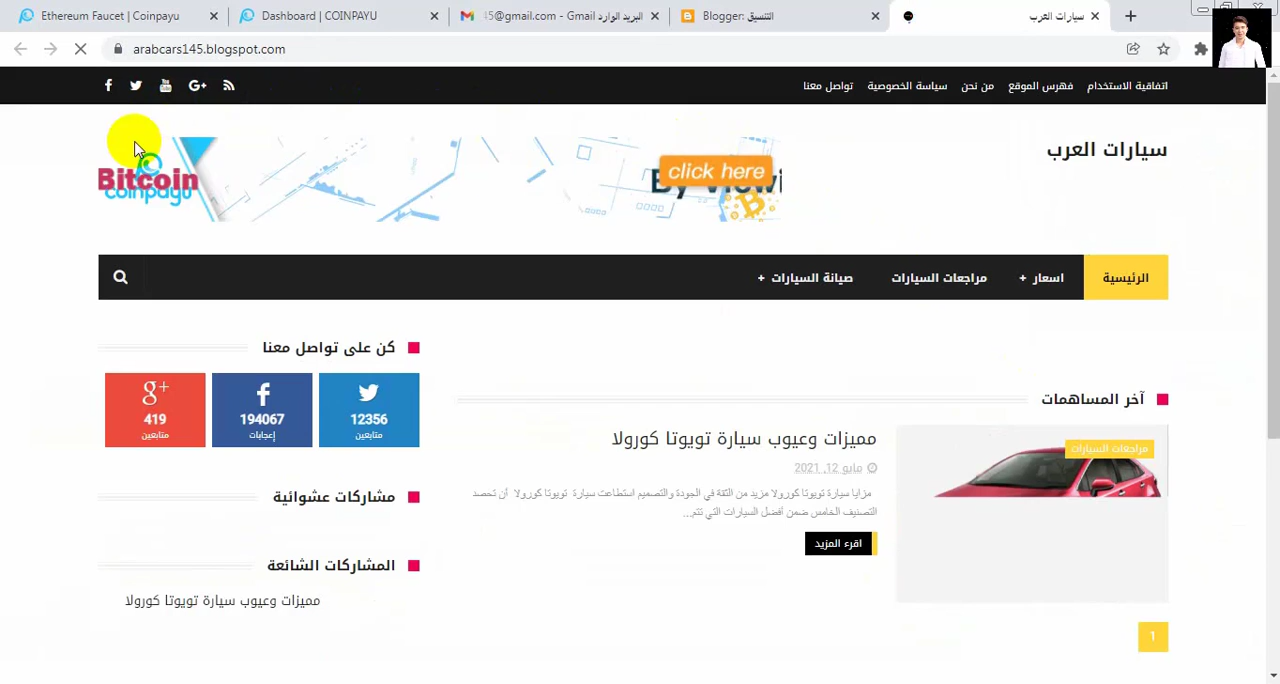 Ethereum Faucet | Coinpayu
Dashboard | COINPAYU
البريد الوارد 45@gmail.com - Gmail
Blogger: التنسيق
سيارات العرب
arabcars145.blogspot.com
اتفاقية الاستخدام
فهرس الموقع
من نحن
سياسة الخصوصية
تواصل معنا
سيارات العرب
Bitcoin
coinpayu
click here
By Viewi
الرئيسية
اسعار +
مراجعات السيارات
صيانة السيارات +
كن على تواصل معنا
419
متابعين
194067
إعجابات
12356
متابعين
آخر المساهمات
مراجعات السيارات
مميزات وعيوب سيارة تويوتا كورولا
مايو 12, 2021
مزايا سيارة تويوتا كورولا مزيد من الثقة في الجودة والتصميم استطاعت سيارة تويوتا كورولا أن تحصد
التصنيف الخامس ضمن أفضل السيارات التي تتم...
اقرء المزيد
مشاركات عشوائية
المشاركات الشائعة
مميزات وعيوب سيارة تويوتا كورولا
1